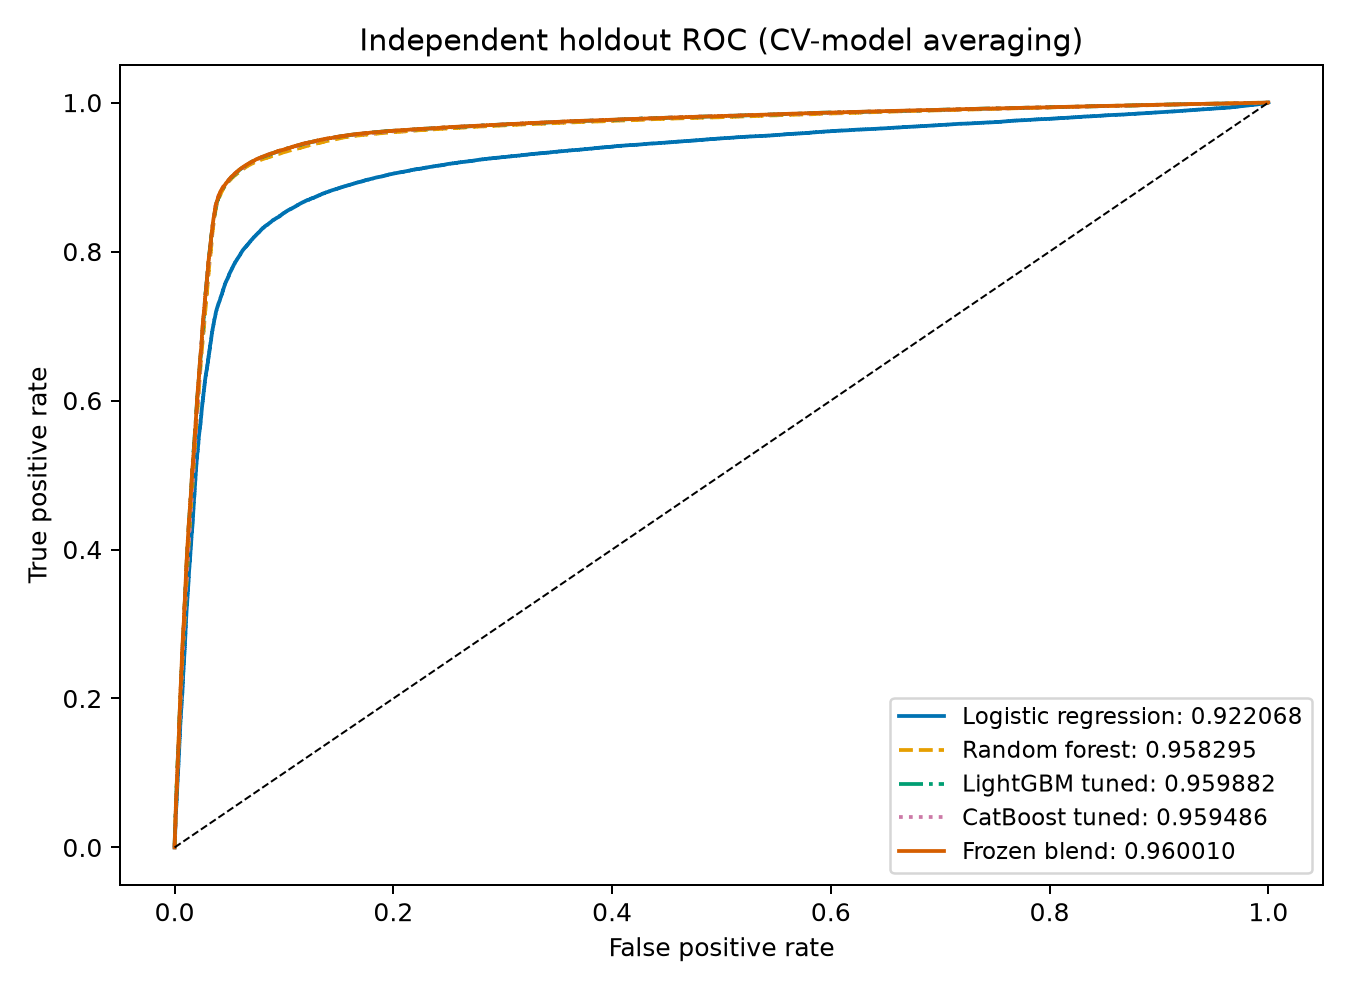 Independent holdout ROC (CV-model averaging)
1.0
0.8
0.6
0.4
0.2
0.0
True positive rate
0.0 0.2 0.4 0.6 0.8 1.0
False positive rate
Logistic regression: 0.922068
Random forest: 0.958295
LightGBM tuned: 0.959882
CatBoost tuned: 0.959486
Frozen blend: 0.960010